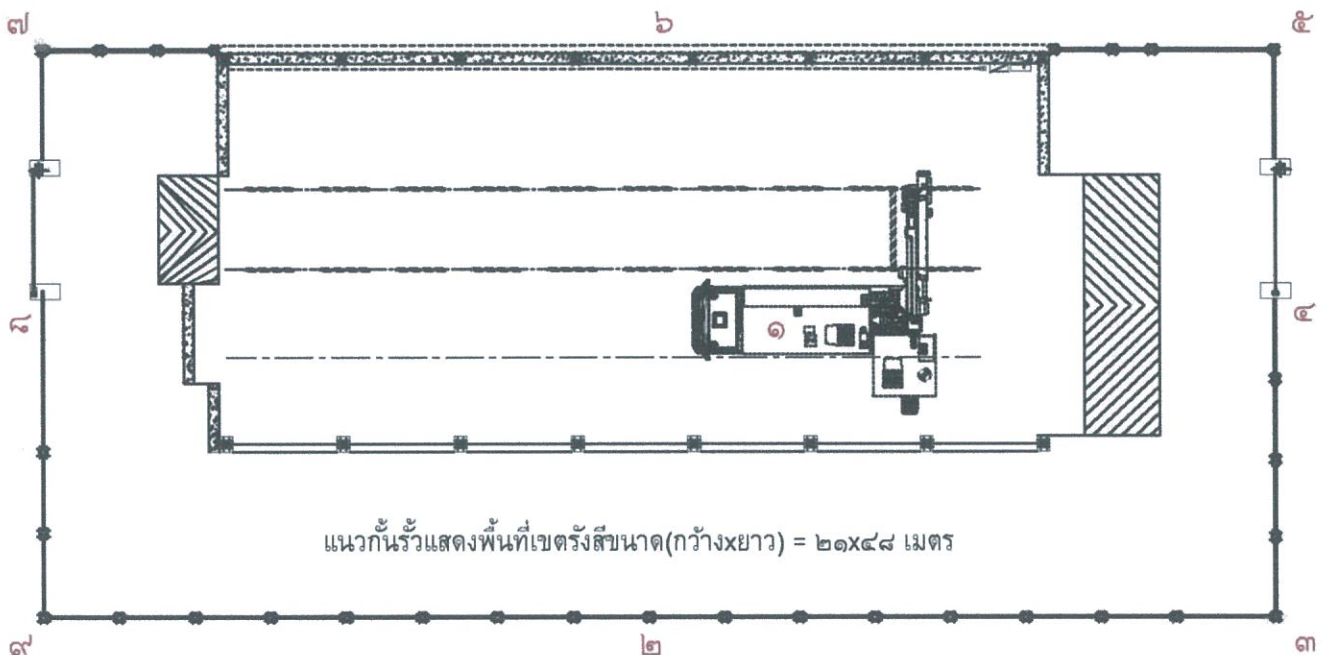 ๗ ๖ ๕
๘ ๑ ๔
แนวกั้นรั้วแสดงพื้นที่เขตรังสีขนาด(กว้างxยาว) = ๒๑x๔๘ เมตร
๙ ๒ ๓